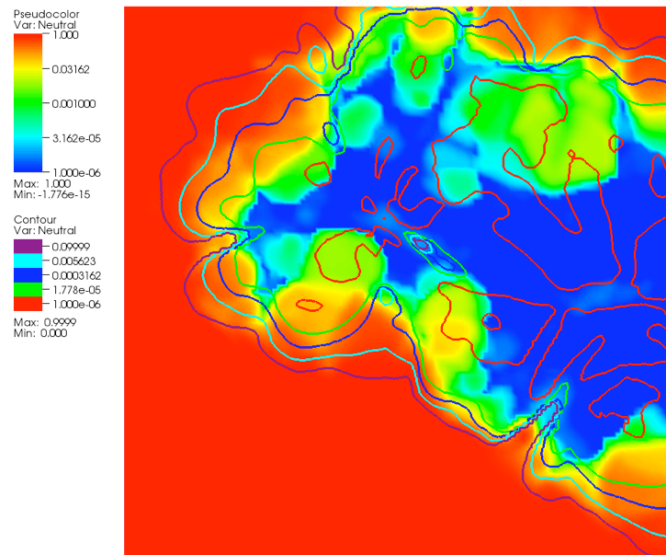 Pseudocolor
Var: Neutral
1.000
0.03162
0.001000
3.162e-05
1.000e-06
Max: 1.000
Min: -1.776e-15
Contour
Var: Neutral
0.09999
0.005623
0.0003162
1.778e-05
1.000e-06
Max: 0.9999
Min: 0.000